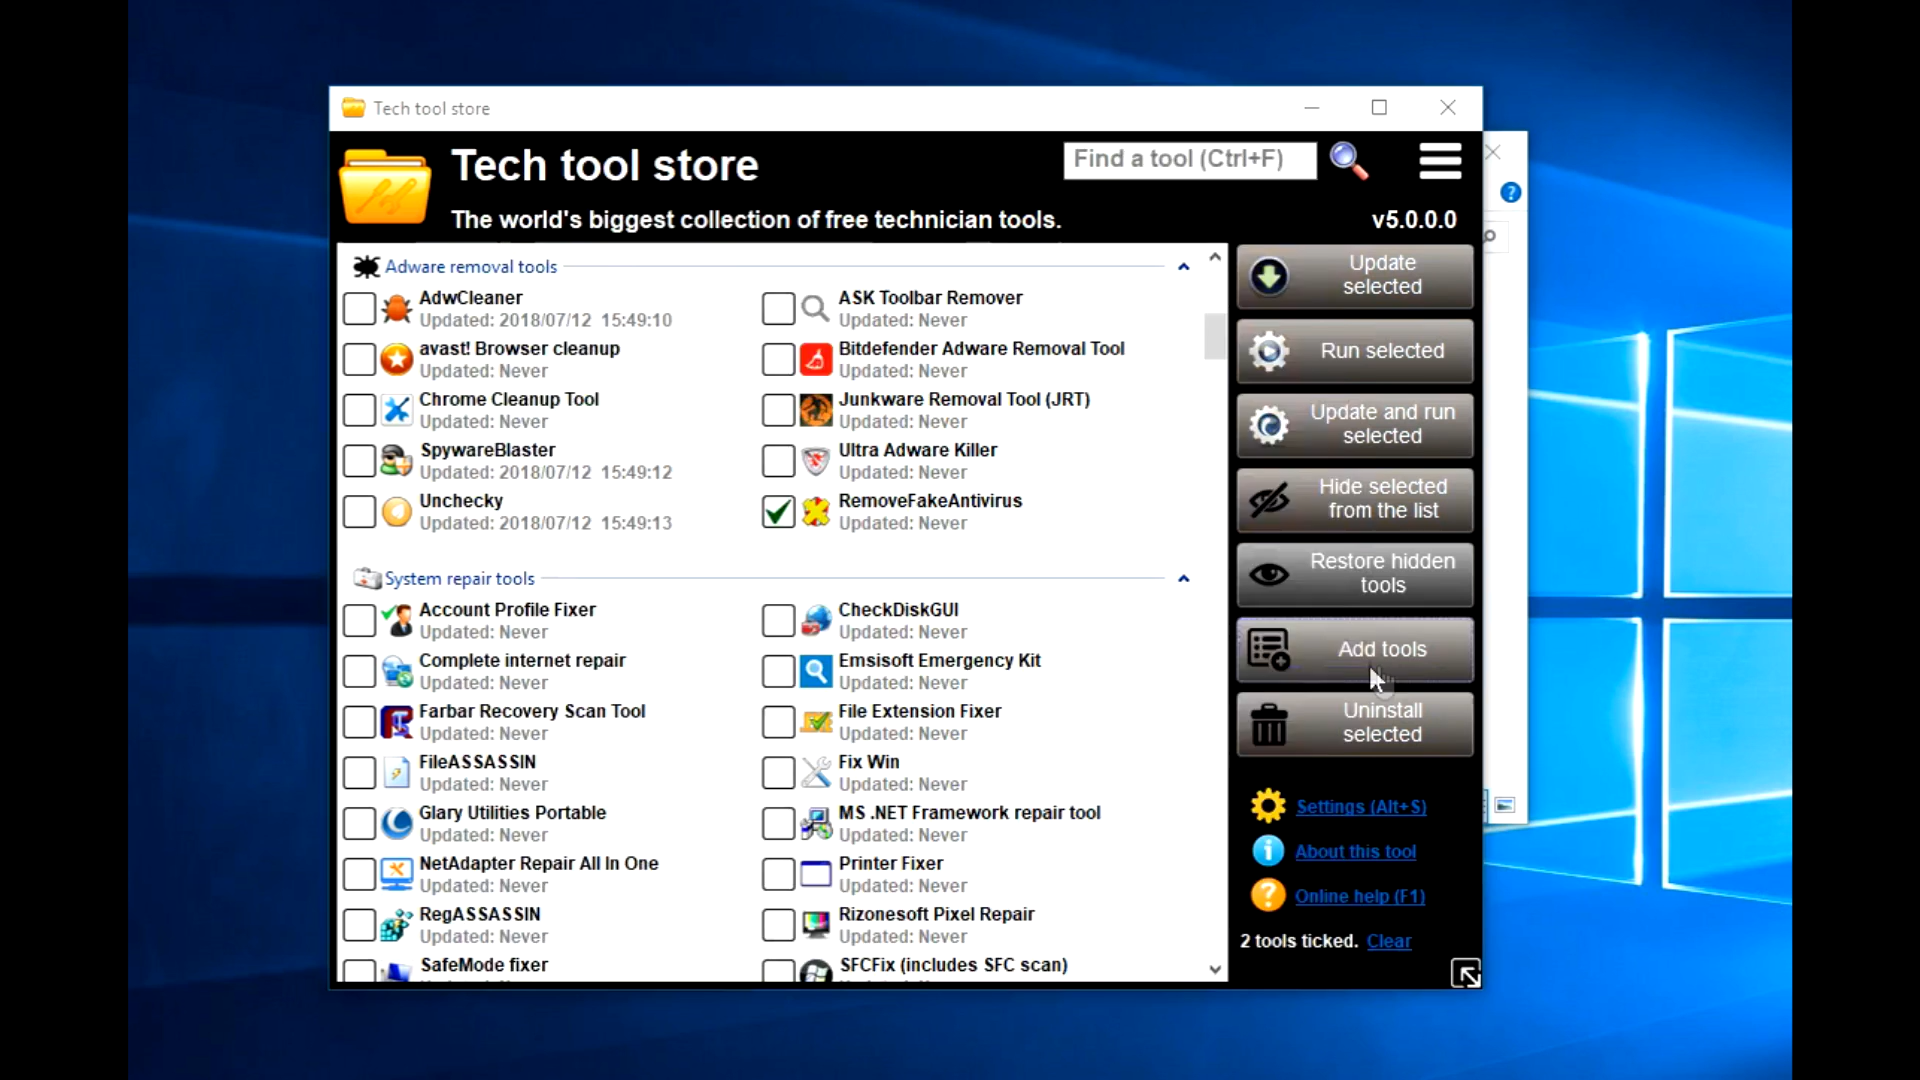 Tech tool store
Tech tool store
Find a tool (Ctrl+F)
The world's biggest collection of free technician tools.
v5.0.0.0
Adware removal tools
AdwCleaner
Updated: 2018/07/12 15:49:10
ASK Toolbar Remover
Updated: Never
avast! Browser cleanup
Updated: Never
Bitdefender Adware Removal Tool
Updated: Never
Chrome Cleanup Tool
Updated: Never
Junkware Removal Tool (JRT)
Updated: Never
SpywareBlaster
Updated: 2018/07/12 15:49:12
Ultra Adware Killer
Updated: Never
Unchecky
Updated: 2018/07/12 15:49:13
RemoveFakeAntivirus
Updated: Never
System repair tools
Account Profile Fixer
Updated: Never
CheckDiskGUI
Updated: Never
Complete internet repair
Updated: Never
Emsisoft Emergency Kit
Updated: Never
Farbar Recovery Scan Tool
Updated: Never
File Extension Fixer
Updated: Never
FileASSASSIN
Updated: Never
Fix Win
Updated: Never
Glary Utilities Portable
Updated: Never
MS .NET Framework repair tool
Updated: Never
NetAdapter Repair All In One
Updated: Never
Printer Fixer
Updated: Never
RegASSASSIN
Updated: Never
Rizonesoft Pixel Repair
Updated: Never
SafeMode fixer
SFCFix (includes SFC scan)
Update
selected
Run selected
Update and run
selected
Hide selected
from the list
Restore hidden
tools
Add tools
Uninstall
selected
Settings (Alt+S)
About this tool
Online help (F1)
2 tools ticked. Clear